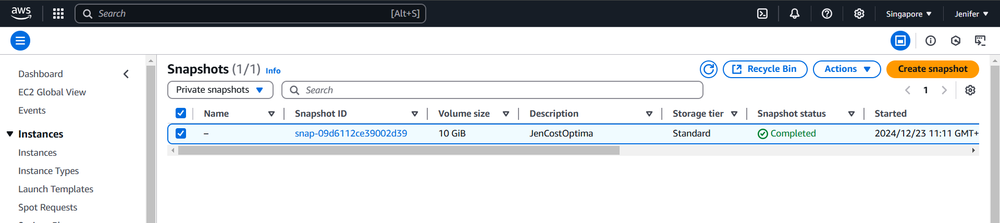 aws Search [Alt+S] Singapore Jenifer
Snapshots (1/1) Info Recycle Bin Actions Create snapshot
Private snapshots Search 1
Name Snapshot ID Volume size Description Storage tier Snapshot status Started
– snap-09d6112ce39002d39 10 GiB JenCostOptima Standard Completed 2024/12/23 11:11 GMT+
Dashboard
EC2 Global View
Events
Instances
Instances
Instance Types
Launch Templates
Spot Requests